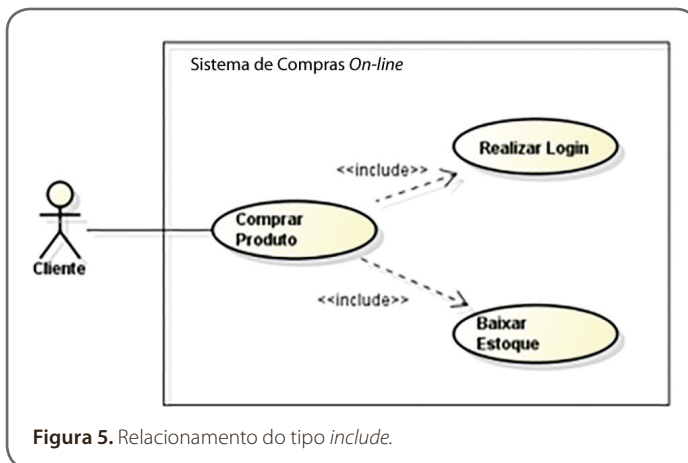 Sistema de Compras On-line
Realizar Login
<<include>>
Comprar
Produto
Cliente
<<include>>
Baixar
Estoque
Figura 5. Relacionamento do tipo include.